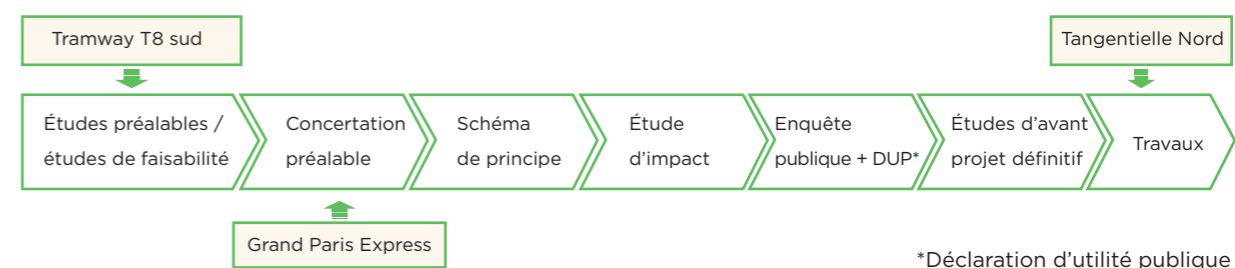 Tramway T8 sud
Tangentielle Nord
Études préalables /
études de faisabilité
Concertation
préalable
Schéma
de principe
Étude
d'impact
Enquête
publique + DUP*
Études d'avant
projet définitif
Travaux
Grand Paris Express
*Déclaration d'utilité publique